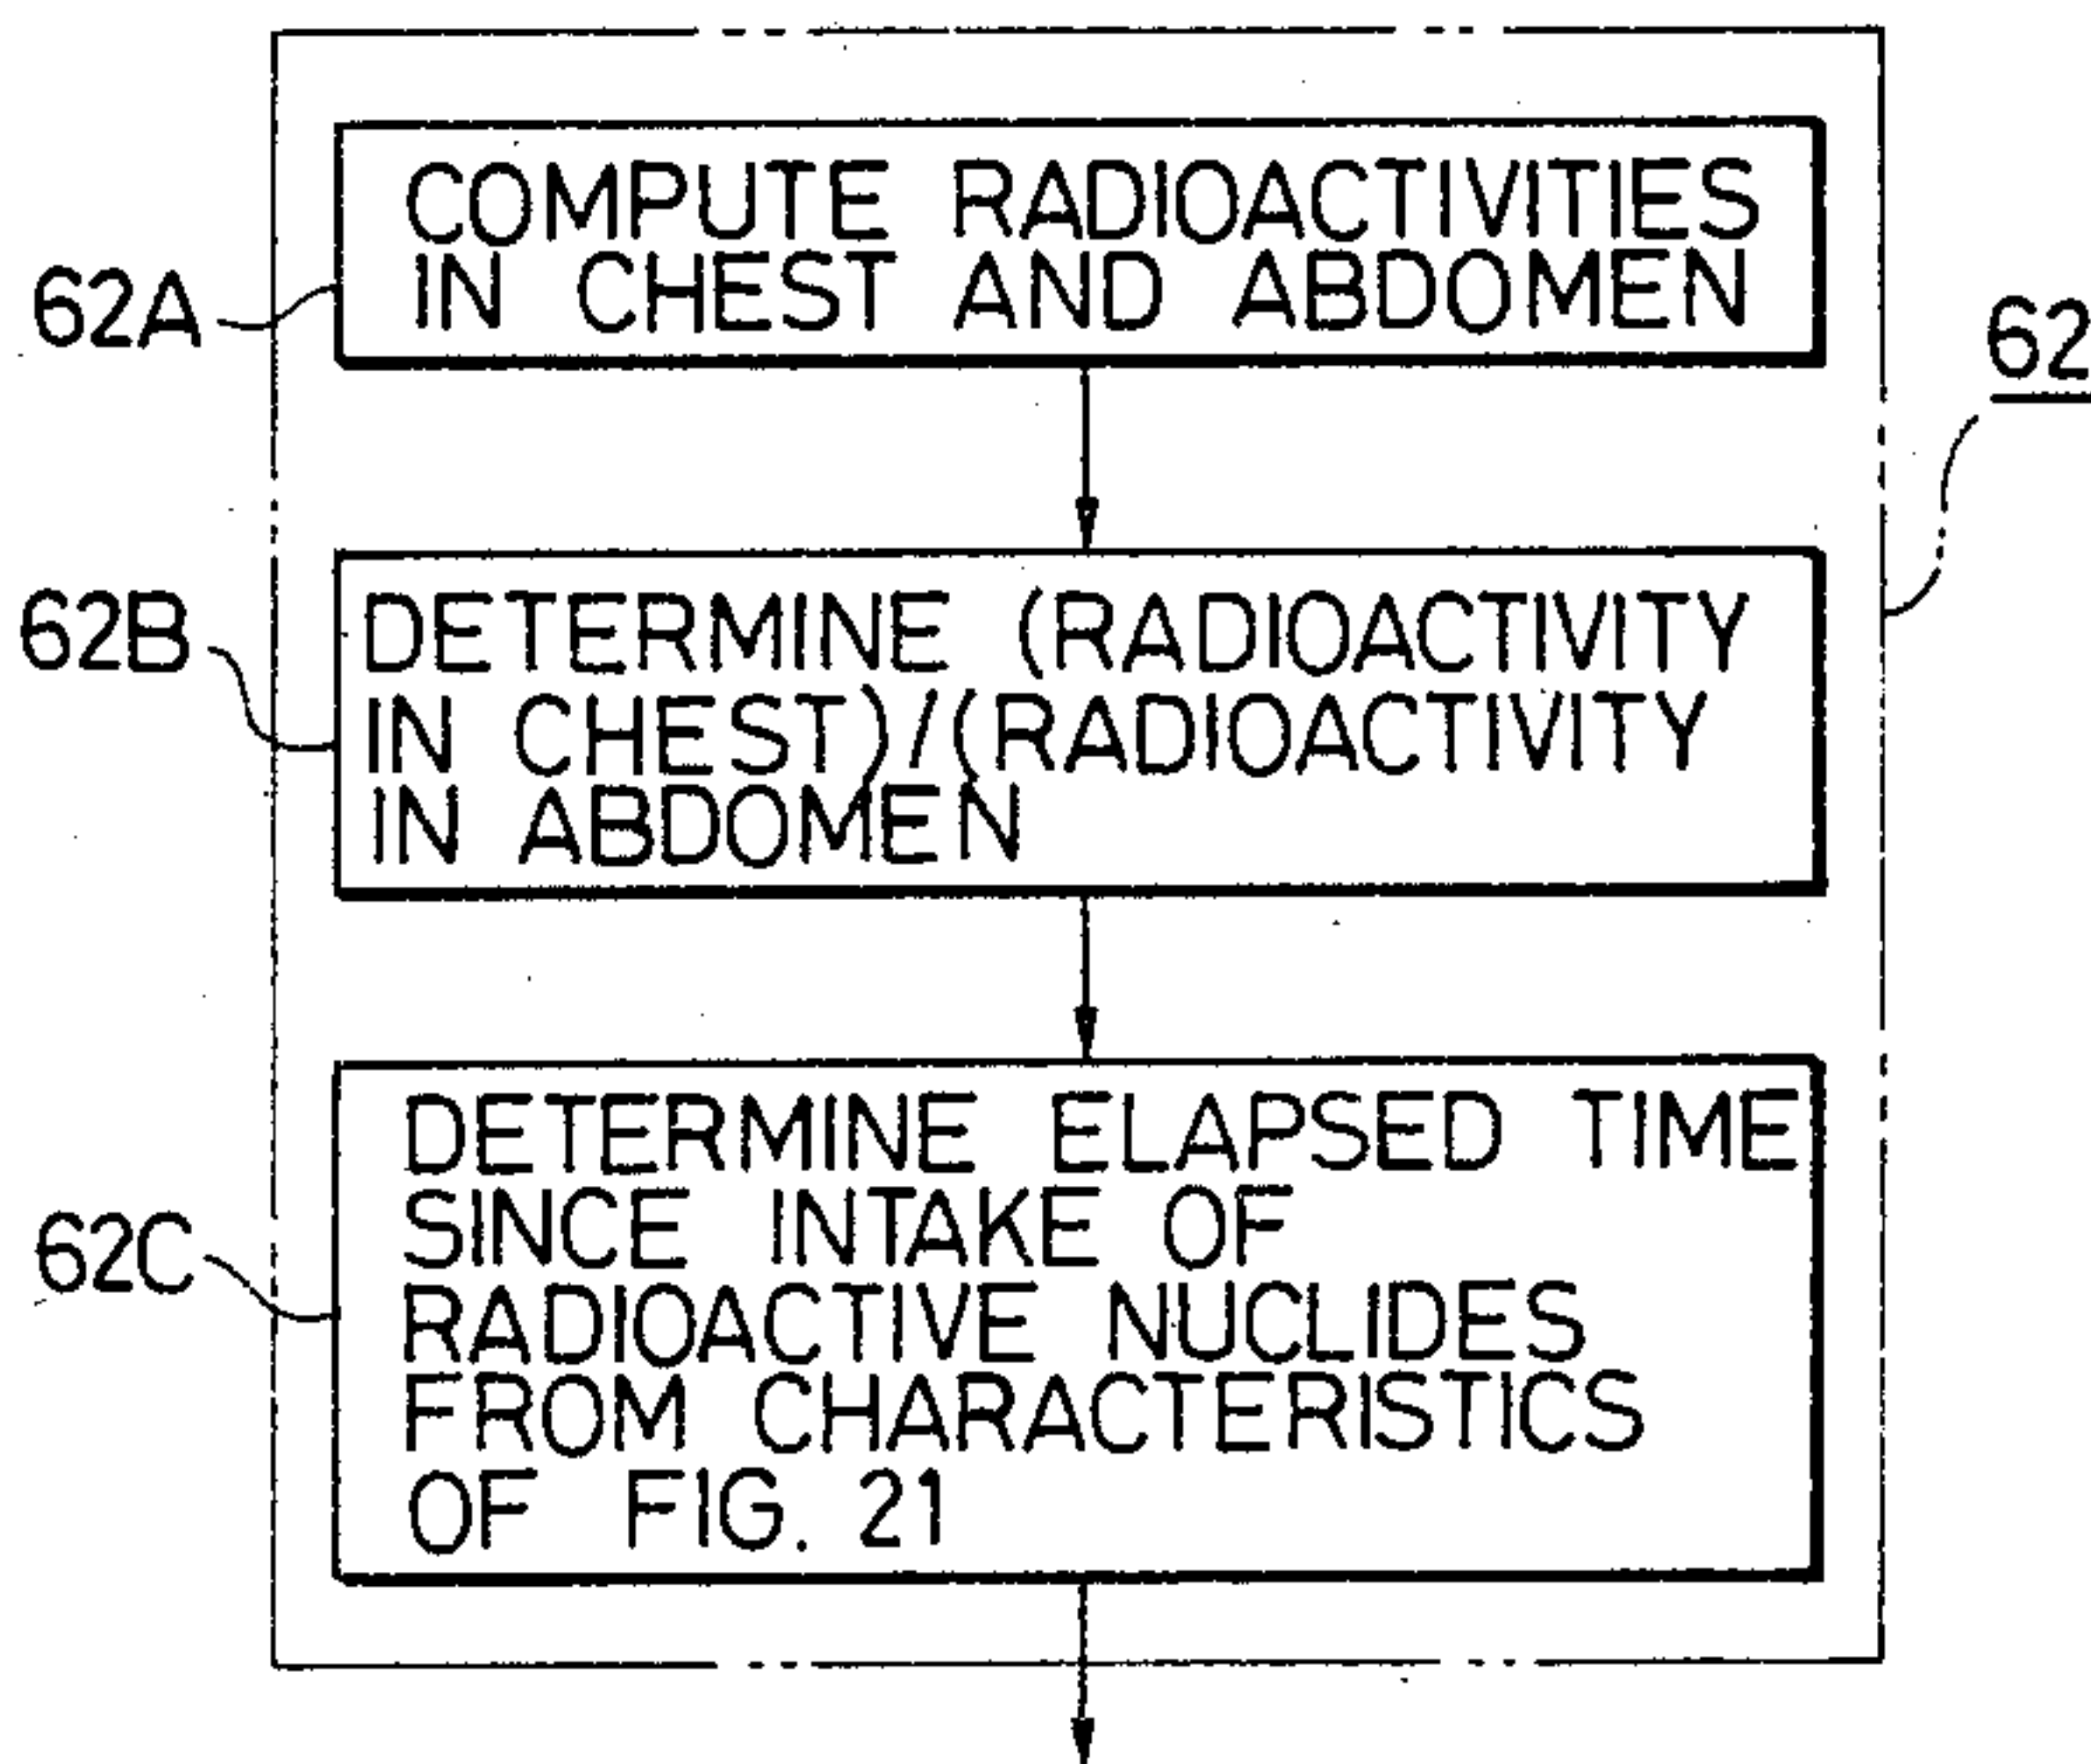 COMPUTE RADIOACTIVITIES
IN CHEST AND ABDOMEN
62A
62
DETERMINE (RADIOACTIVITY
IN CHEST)/(RADIOACTIVITY
IN ABDOMEN
62B
DETERMINE ELAPSED TIME
SINCE INTAKE OF
RADIOACTIVE NUCLIDES
FROM CHARACTERISTICS
OF FIG. 21
62C